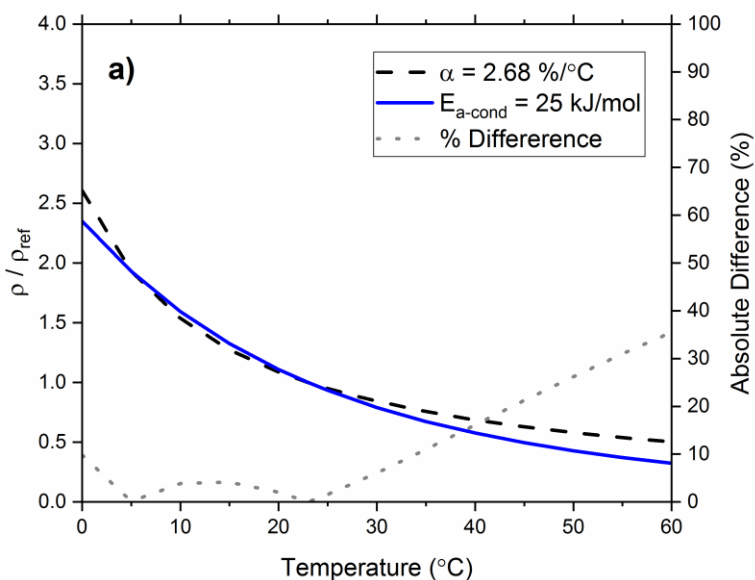 a)
α = 2.68 %/°C
E a-cond = 25 kJ/mol
% Differerence
4.0
3.5
3.0
2.5
2.0
1.5
1.0
0.5
0.0
ρ / ρref
100
90
80
70
60
50
40
30
20
10
0
Absolute Difference (%)
0 10 20 30 40 50 60
Temperature (°C)